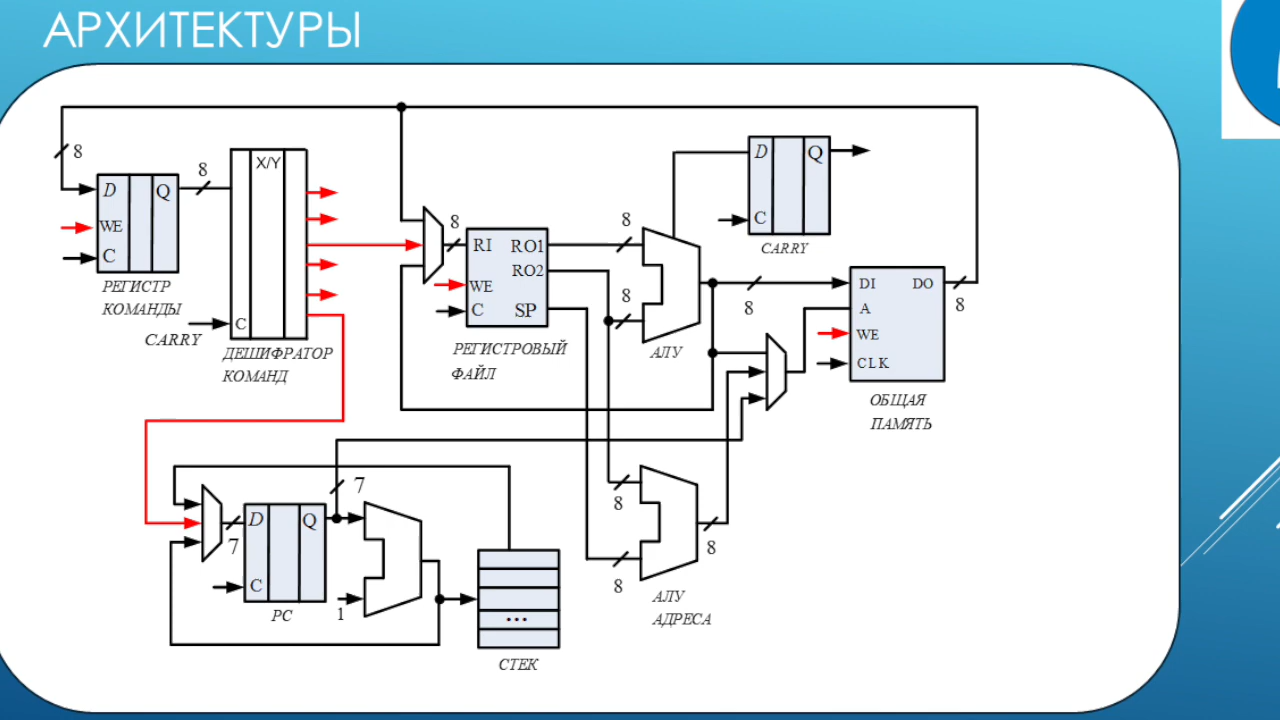 АРХИТЕКТУРЫ
8
D Q
WE
C
РЕГИСТР
КОМАНДЫ
8
X/Y
C
CARRY
ДЕШИФРАТОР
КОМАНД
8
RI RO1
RO2
WE
C SP
РЕГИСТРОВЫЙ
ФАЙЛ
8
8
АЛУ
D Q
C
CARRY
8
DI DO
A
WE
CLK
8
ОБЩАЯ
ПАМЯТЬ
7
D Q
C
7
PC
1
...
СТЕК
8
8
8
АЛУ
АДРЕСА